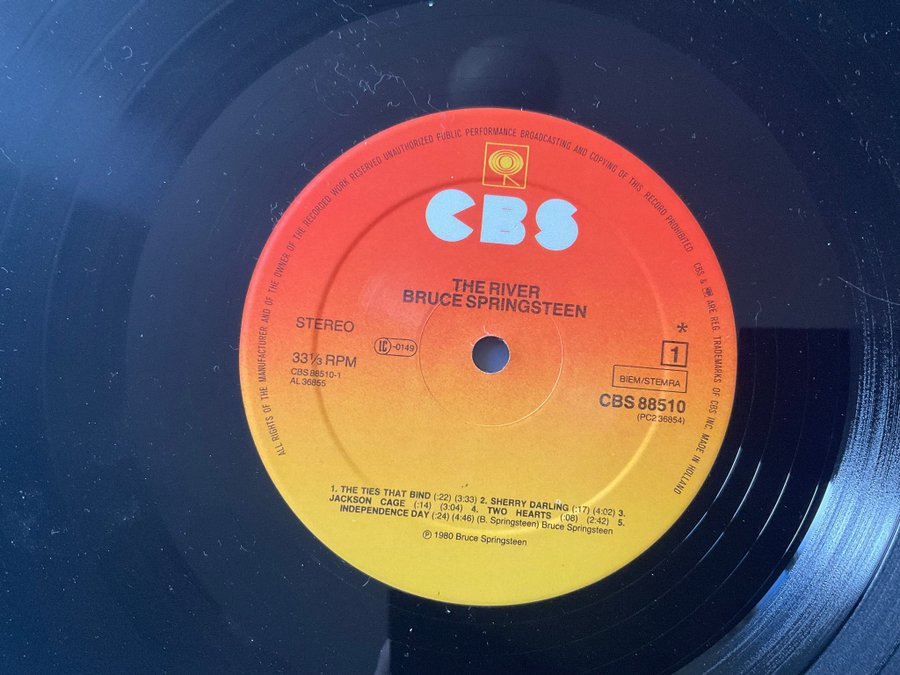 ALL RIGHTS OF THE MANUFACTURER AND OF THE OWNER OF THE RECORDED WORK RESERVED UNAUTHORIZED PUBLIC PERFORMANCE BROADCASTING AND COPYING OF THIS RECORD PROHIBITED CBS & ARE REG. TRADEMARKS OF CBS INC. MADE IN HOLLAND
CBS
THE RIVER
BRUCE SPRINGSTEEN
STEREO
33⅓ RPM
CBS 88510-1
AL 36855
LC -0149
*
1
BIEM/STEMRA
CBS 88510
(PC2 36854)
1. THE TIES THAT BIND (:22) (3:33) 2. SHERRY DARLING (:17) (4:02) 3.
JACKSON CAGE (:14) (3:04) 4. TWO HEARTS (:08) (2:42) 5.
INDEPENDENCE DAY (:24) (4:46) (B. Springsteen) Bruce Springsteen
℗ 1980 Bruce Springsteen